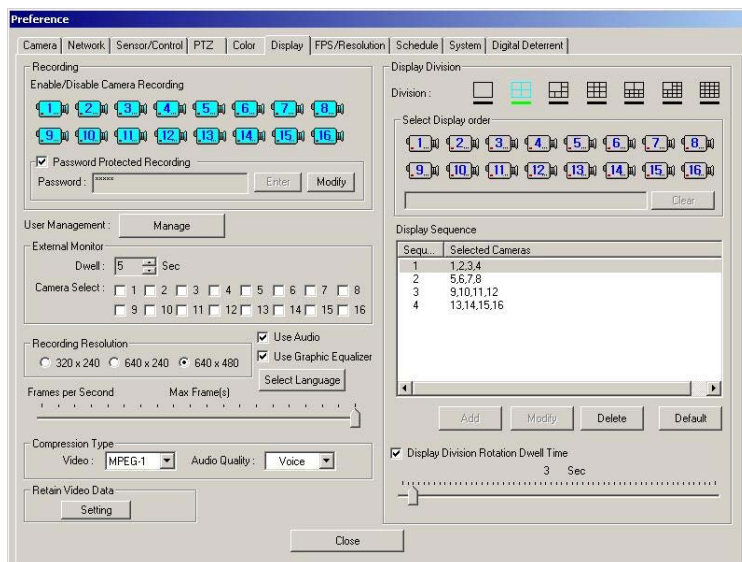 Preference
Camera Network Sensor/Control PTZ Color Display FPS/Resolution Schedule System Digital Deterrent
Recording
Enable/Disable Camera Recording
1 2 3 4 5 6 7 8
9 10 11 12 13 14 15 16
Password Protected Recording
Password : ***** Enter Modify
User Management : Manage
External Monitor
Dwell : 5 Sec
Camera Select : 1 2 3 4 5 6 7 8
9 10 11 12 13 14 15 16
Recording Resolution
320 x 240 640 x 240 640 x 480
Use Audio
Use Graphic Equalizer
Select Language
Frames per Second Max Frame(s)
Compression Type
Video : MPEG-1 Audio Quality : Voice
Retain Video Data
Setting
Display Division
Division :
Select Display order
1 2 3 4 5 6 7 8
9 10 11 12 13 14 15 16
Clear
Display Sequence
Sequ... Selected Cameras
1 1,2,3,4
2 5,6,7,8
3 9,10,11,12
4 13,14,15,16
Add Modify Delete Default
Display Division Rotation Dwell Time
3 Sec
Close